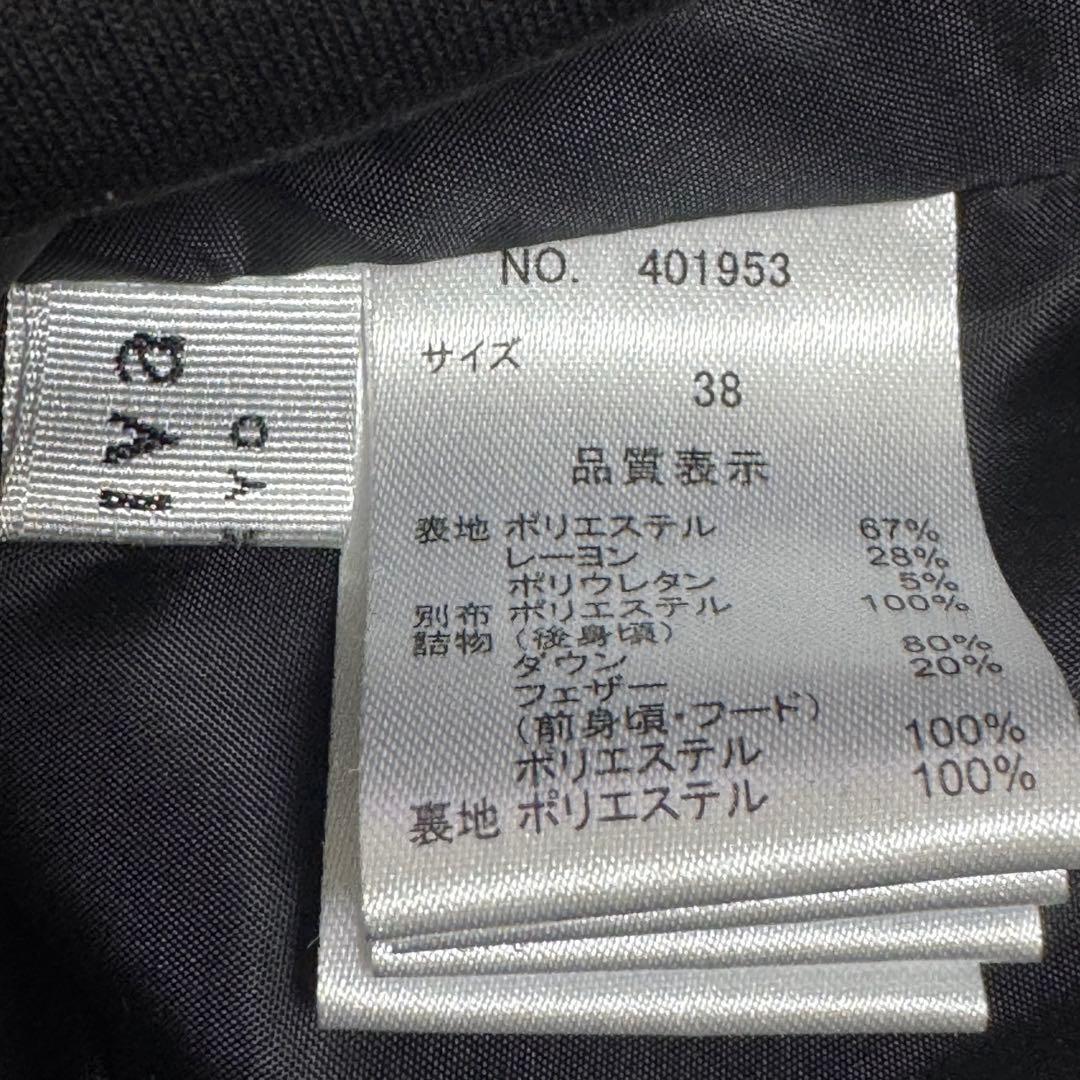 NO. 401953
サイズ
38
品質表示
表地 ポリエステル 67%
レーヨン 28%
ポリウレタン 5%
別布 ポリエステル 100%
詰物 (後身頃)
ダウン 80%
フェザー 20%
(前身頃・フード)
ポリエステル 100%
裏地 ポリエステル 100%